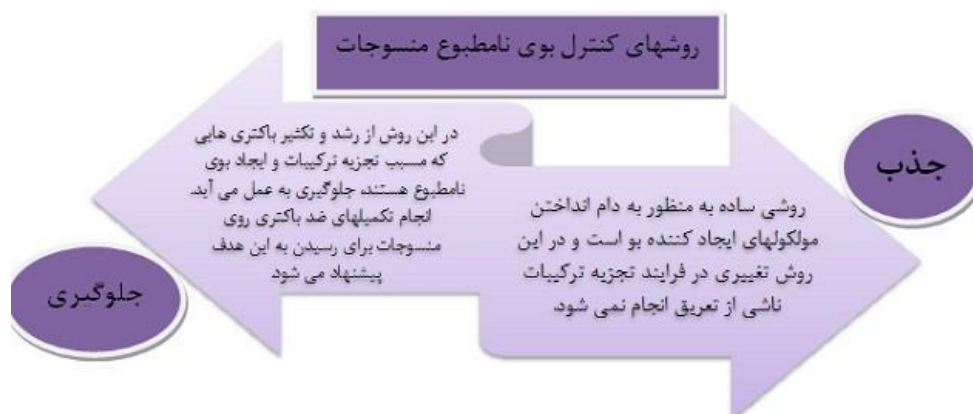 روشهای کنترل بوی نامطبوع منسوجات
جذب
روشی ساده به منظور به دام انداختن
مولکولهای ایجاد کننده بو است و در این
روش تغییری در فرایند تجزیه ترکیبات
ناشی از تعریق انجام نمی شود.
در این روش از رشد و تکثیر باکتری هایی
که مسبب تجزیه ترکیبات و ایجاد بوی
نامطبوع هستند، جلوگیری به عمل می آید.
انجام تکمیلهای ضد باکتری روی
منسوجات برای رسیدن به این هدف
پیشنهاد می شود.
جلوگیری